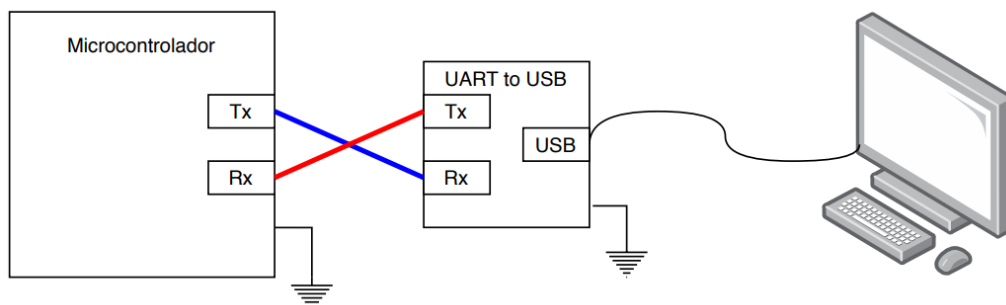 Microcontrolador
UART to USB
Tx
Tx
USB
Rx
Rx